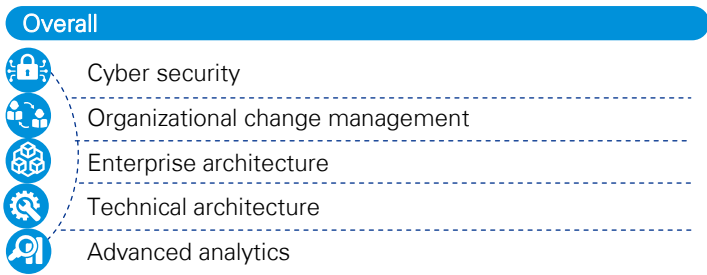 Overall
Cyber security
Organizational change management
Enterprise architecture
Technical architecture
Advanced analytics